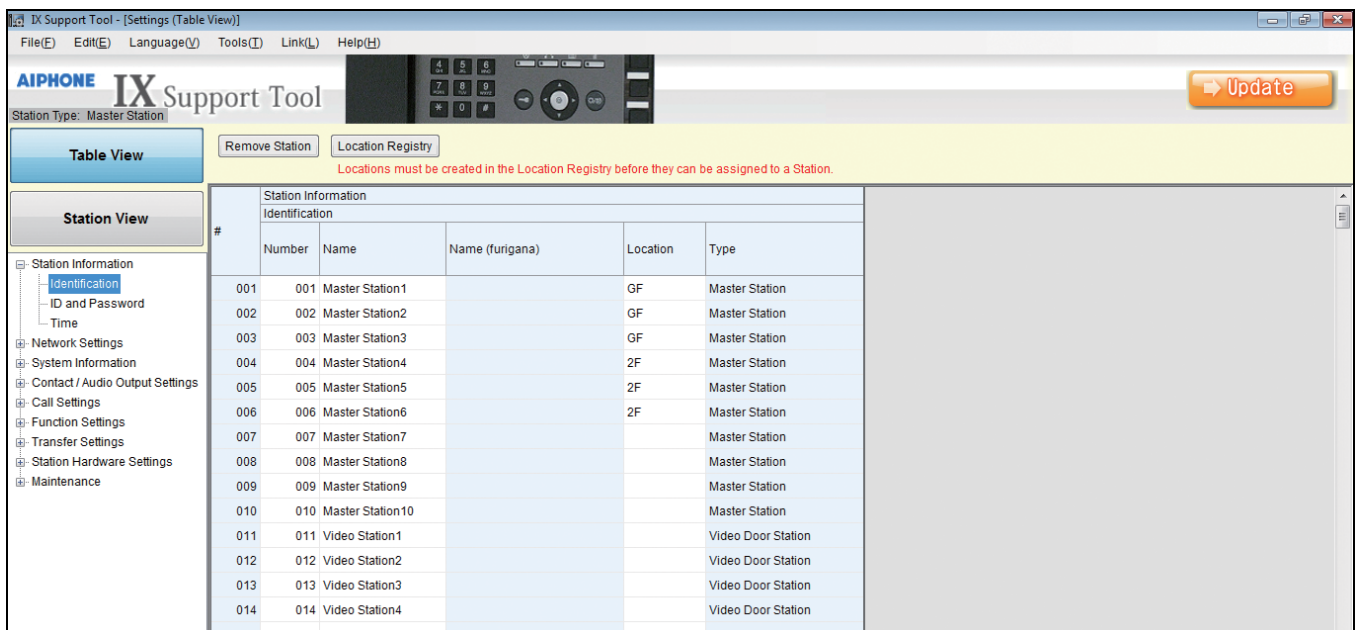 IX Support Tool - [Settings (Table View)]
File(F) Edit(E) Language(V) Tools(T) Link(L) Help(H)
AIPHONE IX Support Tool
Station Type: Master Station
Update
Table View
Station View
Remove Station Location Registry
Locations must be created in the Location Registry before they can be assigned to a Station.
Station Information
Identification
ID and Password
Time
Network Settings
System Information
Contact / Audio Output Settings
Call Settings
Function Settings
Transfer Settings
Station Hardware Settings
Maintenance
Station Information
Identification
# Number Name Name (furigana) Location Type
001 001 Master Station1 GF Master Station
002 002 Master Station2 GF Master Station
003 003 Master Station3 GF Master Station
004 004 Master Station4 2F Master Station
005 005 Master Station5 2F Master Station
006 006 Master Station6 2F Master Station
007 007 Master Station7 Master Station
008 008 Master Station8 Master Station
009 009 Master Station9 Master Station
010 010 Master Station10 Master Station
011 011 Video Station1 Video Door Station
012 012 Video Station2 Video Door Station
013 013 Video Station3 Video Door Station
014 014 Video Station4 Video Door Station